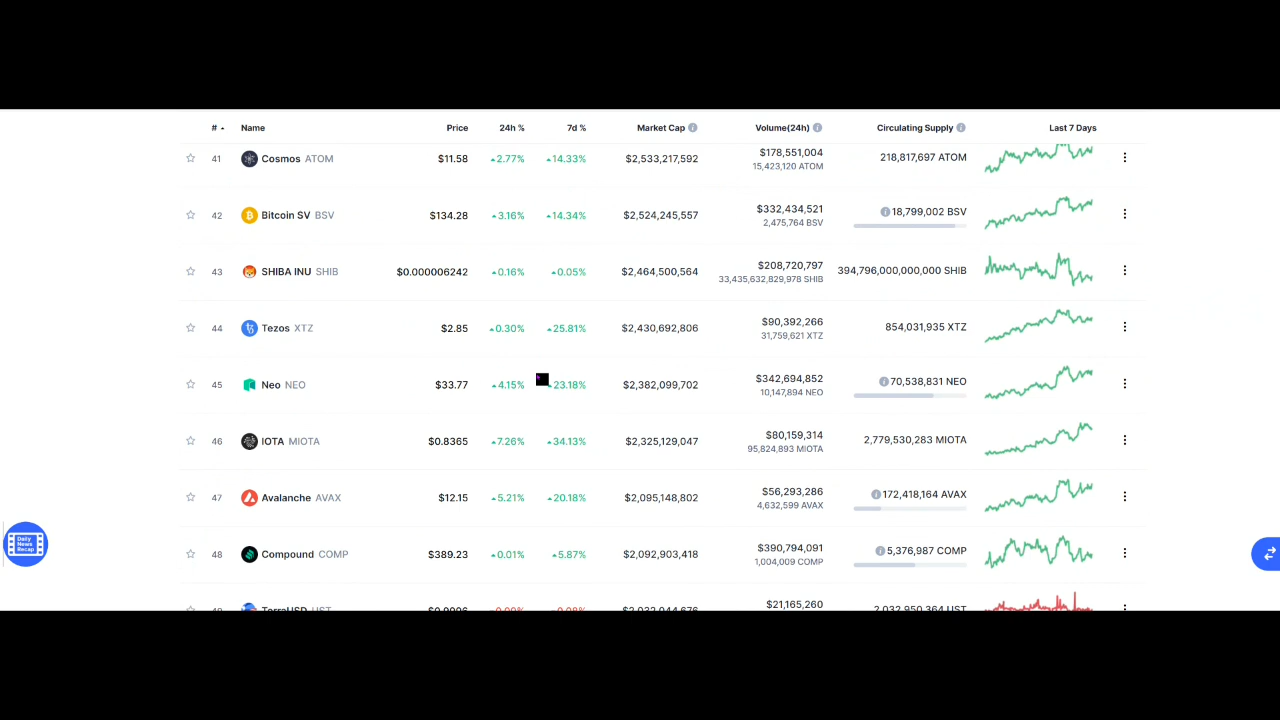 # Name Price 24h % 7d % Market Cap Volume(24h) Circulating Supply Last 7 Days
41 Cosmos ATOM $11.58 2.77% 14.33% $2,533,217,592 $178,551,004 218,817,697 ATOM
15,423,120 ATOM
42 Bitcoin SV BSV $134.28 3.16% 14.34% $2,524,245,557 $332,434,521 18,799,002 BSV
2,475,764 BSV
43 SHIBA INU SHIB $0.000006242 0.16% 0.05% $2,464,500,564 $208,720,797 394,796,000,000,000 SHIB
33,435,632,829,978 SHIB
44 Tezos XTZ $2.85 0.30% 25.81% $2,430,692,806 $90,392,266 854,031,935 XTZ
31,759,621 XTZ
45 Neo NEO $33.77 4.15% 23.18% $2,382,099,702 $342,694,852 70,538,831 NEO
10,147,894 NEO
46 IOTA MIOTA $0.8365 7.26% 34.13% $2,325,129,047 $80,159,314 2,779,530,283 MIOTA
95,824,893 MIOTA
47 Avalanche AVAX $12.15 5.21% 20.18% $2,095,148,802 $56,293,286 172,418,164 AVAX
4,632,599 AVAX
Daily
News
Recap
48 Compound COMP $389.23 0.01% 5.87% $2,092,903,418 $390,794,091 5,376,987 COMP
1,004,009 COMP
TerraUSD UST $21,165,260 2,032,950,364 UST